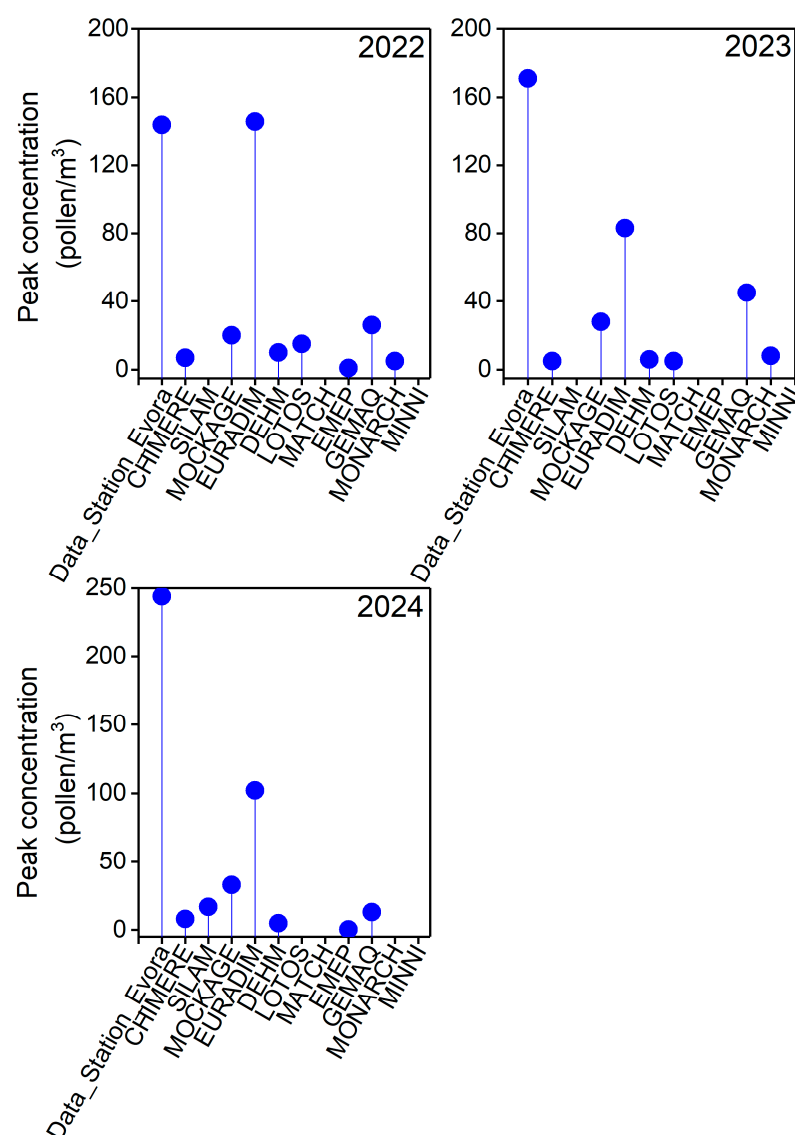 200
160
120
80
40
0
Peak concentration
(pollen/m³)
2022
Data_Station_Evora
CHIMERE
SILAM
MOCKAGE
EURADIM
DEHM
LOTOS
MATCH
EMEP
GEMAQ
MONARCH
MINNI
200
160
120
80
40
0
2023
Data_Station_Evora
CHIMERE
SILAM
MOCKAGE
EURADIM
DEHM
LOTOS
MATCH
EMEP
GEMAQ
MONARCH
MINNI
250
200
150
100
50
0
Peak concentration
(pollen/m³)
2024
Data_Station_Evora
CHIMERE
SILAM
MOCKAGE
EURADIM
DEHM
LOTOS
MATCH
EMEP
GEMAQ
MONARCH
MINNI